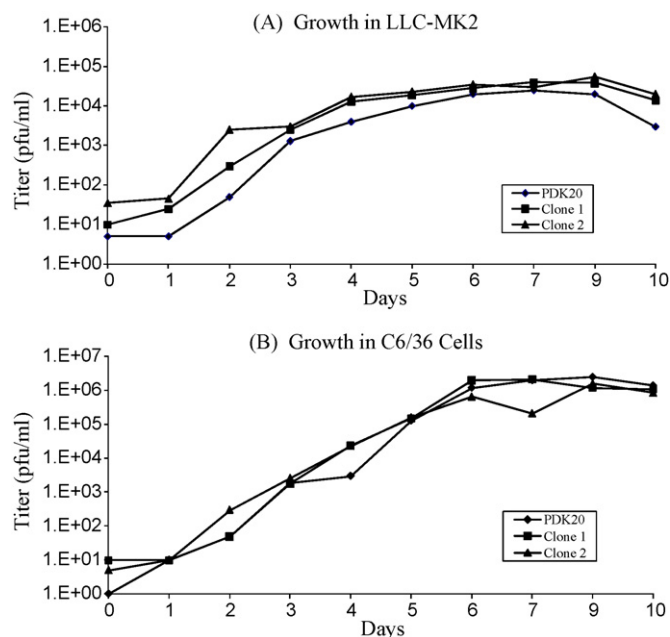 (A) Growth in LLC-MK2
Titer (pfu/ml)
1.E+06
1.E+05
1.E+04
1.E+03
1.E+02
1.E+01
1.E+00
PDK20
Clone 1
Clone 2
0 1 2 3 4 5 6 7 9 10
Days
(B) Growth in C6/36 Cells
Titer (pfu/ml)
1.E+07
1.E+06
1.E+05
1.E+04
1.E+03
1.E+02
1.E+01
1.E+00
PDK20
Clone 1
Clone 2
0 1 2 3 4 5 6 7 9 10
Days